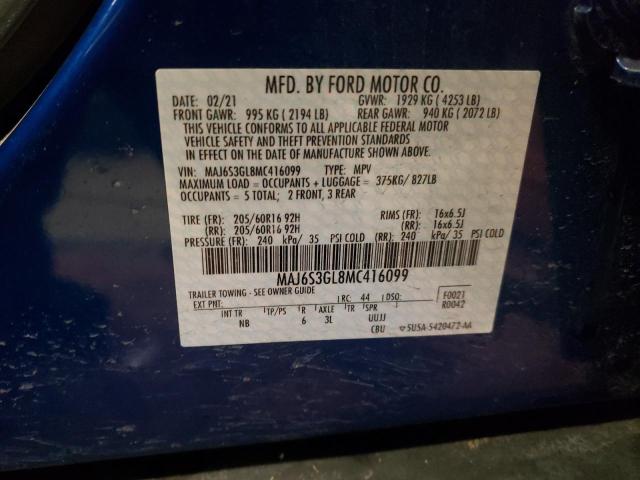 MFD. BY FORD MOTOR CO.
DATE: 02/21 GVWR: 1929 KG ( 4253 LB)
FRONT GAWR: 995 KG ( 2194 LB) REAR GAWR: 940 KG ( 2072 LB)
THIS VEHICLE CONFORMS TO ALL APPLICABLE FEDERAL MOTOR
VEHICLE SAFETY AND THEFT PREVENTION STANDARDS
IN EFFECT ON THE DATE OF MANUFACTURE SHOWN ABOVE.
VIN: MAJ6S3GL8MC416099 TYPE: MPV
MAXIMUM LOAD = OCCUPANTS + LUGGAGE = 375KG/ 827LB
OCCUPANTS = 5 TOTAL; 2 FRONT, 3 REAR
TIRE (FR): 205/60R16 92H RIMS (FR): 16x6.5J
(RR): 205/60R16 92H (RR): 16x6.5J
PRESSURE (FR): 240 kPa/ 35 PSI COLD (RR): 240 kPa/ 35 PSI COLD
MAJ6S3GL8MC416099
TRAILER TOWING - SEE OWNER GUIDE
EXT PNT: RC: 44 DSO: F0021
R0042
INT TR TP/PS R AXLE TR SPR
NB 6 3L UUJJ
CBU 5USA-5420472-AA